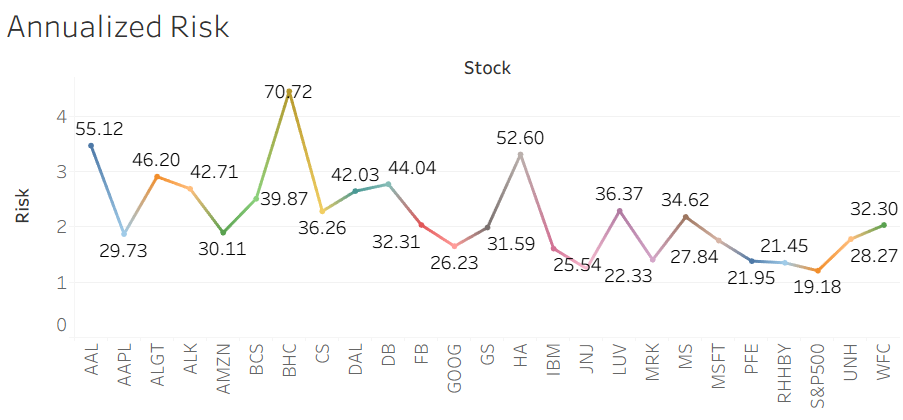 Annualized Risk
Stock
Risk
4
3
2
1
0
55.12
29.73
46.20
42.71
30.11
39.87
70.72
36.26
42.03
44.04
32.31
26.23
31.59
52.60
25.54
36.37
22.33
34.62
27.84
21.95
21.45
19.18
28.27
32.30
AAL
AAPL
ALGT
ALK
AMZN
BCS
BHC
CS
DAL
DB
FB
GOOG
GS
HA
IBM
JNJ
LUV
MRK
MS
MSFT
PFE
RHHBY
S&P500
UNH
WFC